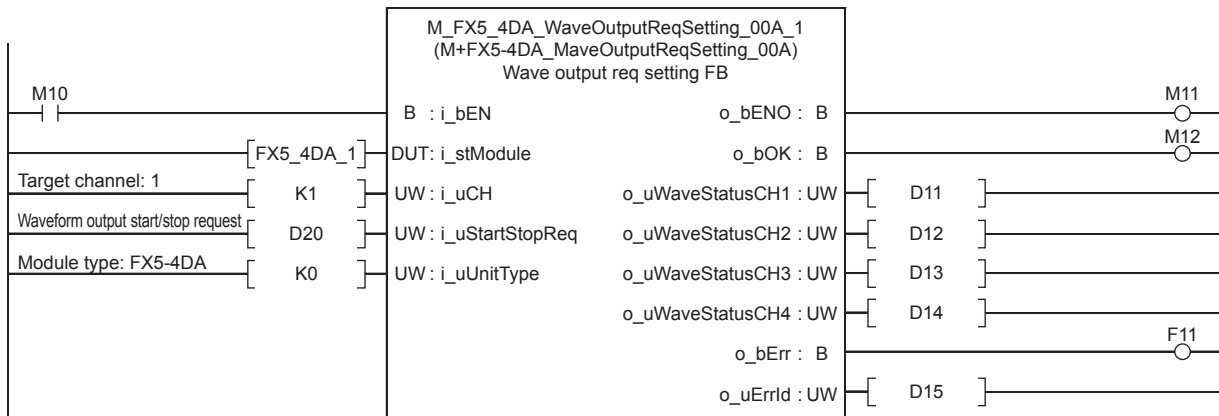 M_FX5_4DA_WaveOutputReqSetting_00A_1
(M+FX5-4DA_MaveOutputReqSetting_00A)
Wave output req setting FB
M10
B : i_bEN
o_bENO : B
M11
FX5_4DA_1
DUT: i_stModule
o_bOK : B
M12
Target channel: 1
K1
UW : i_uCH
o_uWaveStatusCH1 : UW
D11
Waveform output start/stop request
D20
UW : i_uStartStopReq
o_uWaveStatusCH2 : UW
D12
Module type: FX5-4DA
K0
UW : i_uUnitType
o_uWaveStatusCH3 : UW
D13
o_uWaveStatusCH4 : UW
D14
o_bErr : B
F11
o_uErrId : UW
D15